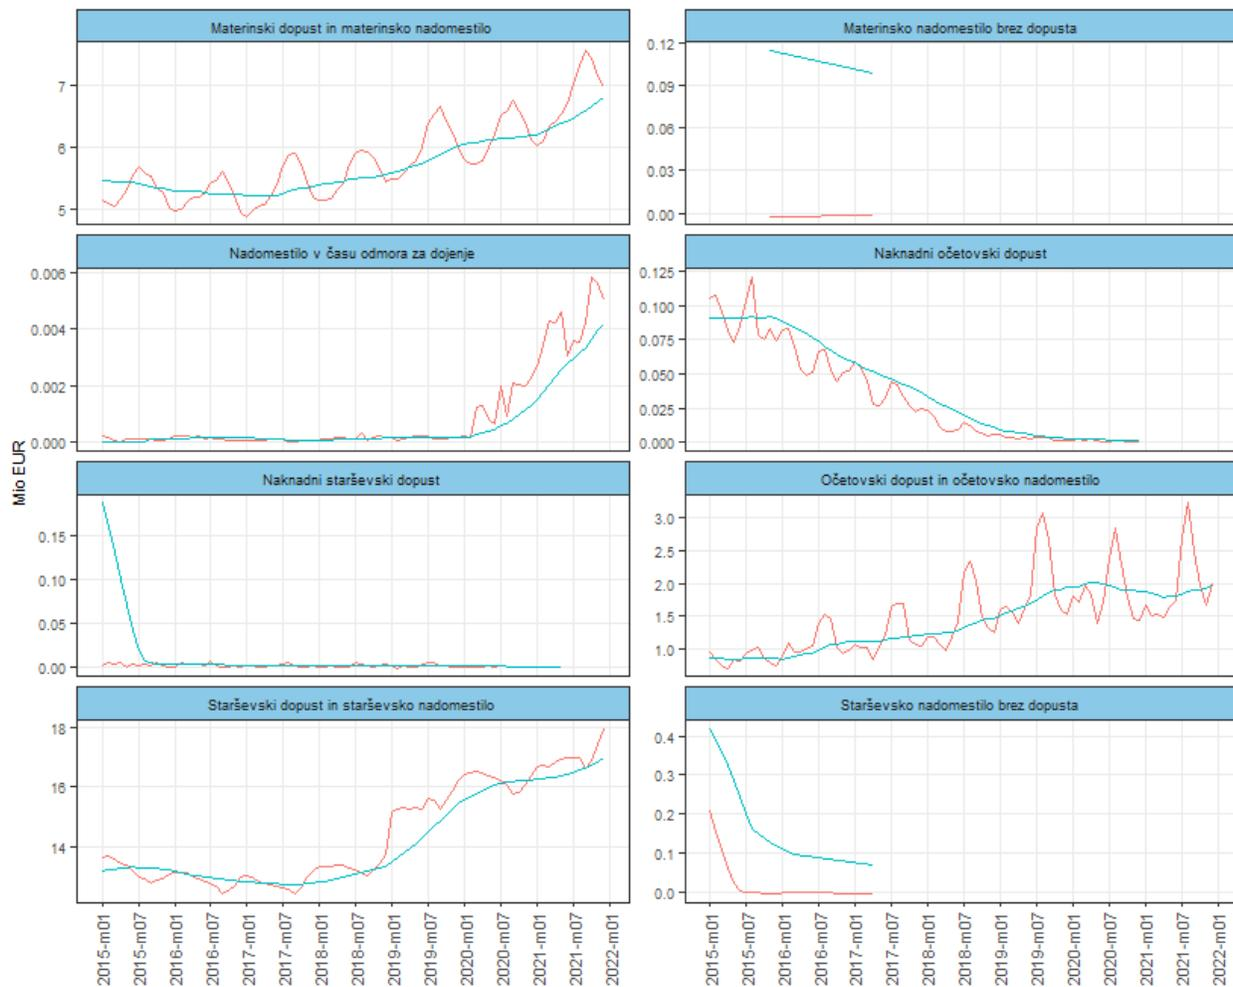 Materinski dopust in materinsko nadomestilo
7
6
5
Materinsko nadomestilo brez dopusta
0.12
0.09
0.06
0.03
0.00
Nadomestilo v času odmora za dojenje
0.006
0.004
0.002
0.000
Naknadni očetovski dopust
0.125
0.100
0.075
0.050
0.025
0.000
Mio EUR
Naknadni starševski dopust
0.15
0.10
0.05
0.00
Očetovski dopust in očetovsko nadomestilo
3.0
2.5
2.0
1.5
1.0
Starševski dopust in starševsko nadomestilo
18
16
14
Starševsko nadomestilo brez dopusta
0.4
0.3
0.2
0.1
0.0
2015-m01
2015-m07
2016-m01
2016-m07
2017-m01
2017-m07
2018-m01
2018-m07
2019-m01
2019-m07
2020-m01
2020-m07
2021-m01
2021-m07
2022-m01
2015-m01
2015-m07
2016-m01
2016-m07
2017-m01
2017-m07
2018-m01
2018-m07
2019-m01
2019-m07
2020-m01
2020-m07
2021-m01
2021-m07
2022-m01